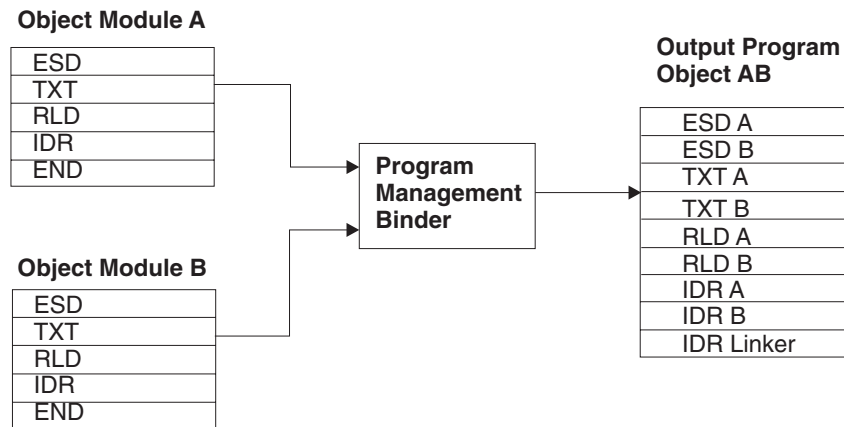 Object Module A
ESD
TXT
RLD
IDR
END
Object Module B
ESD
TXT
RLD
IDR
END
Program
Management
Binder
Output Program
Object AB
ESD A
ESD B
TXT A
TXT B
RLD A
RLD B
IDR A
IDR B
IDR Linker